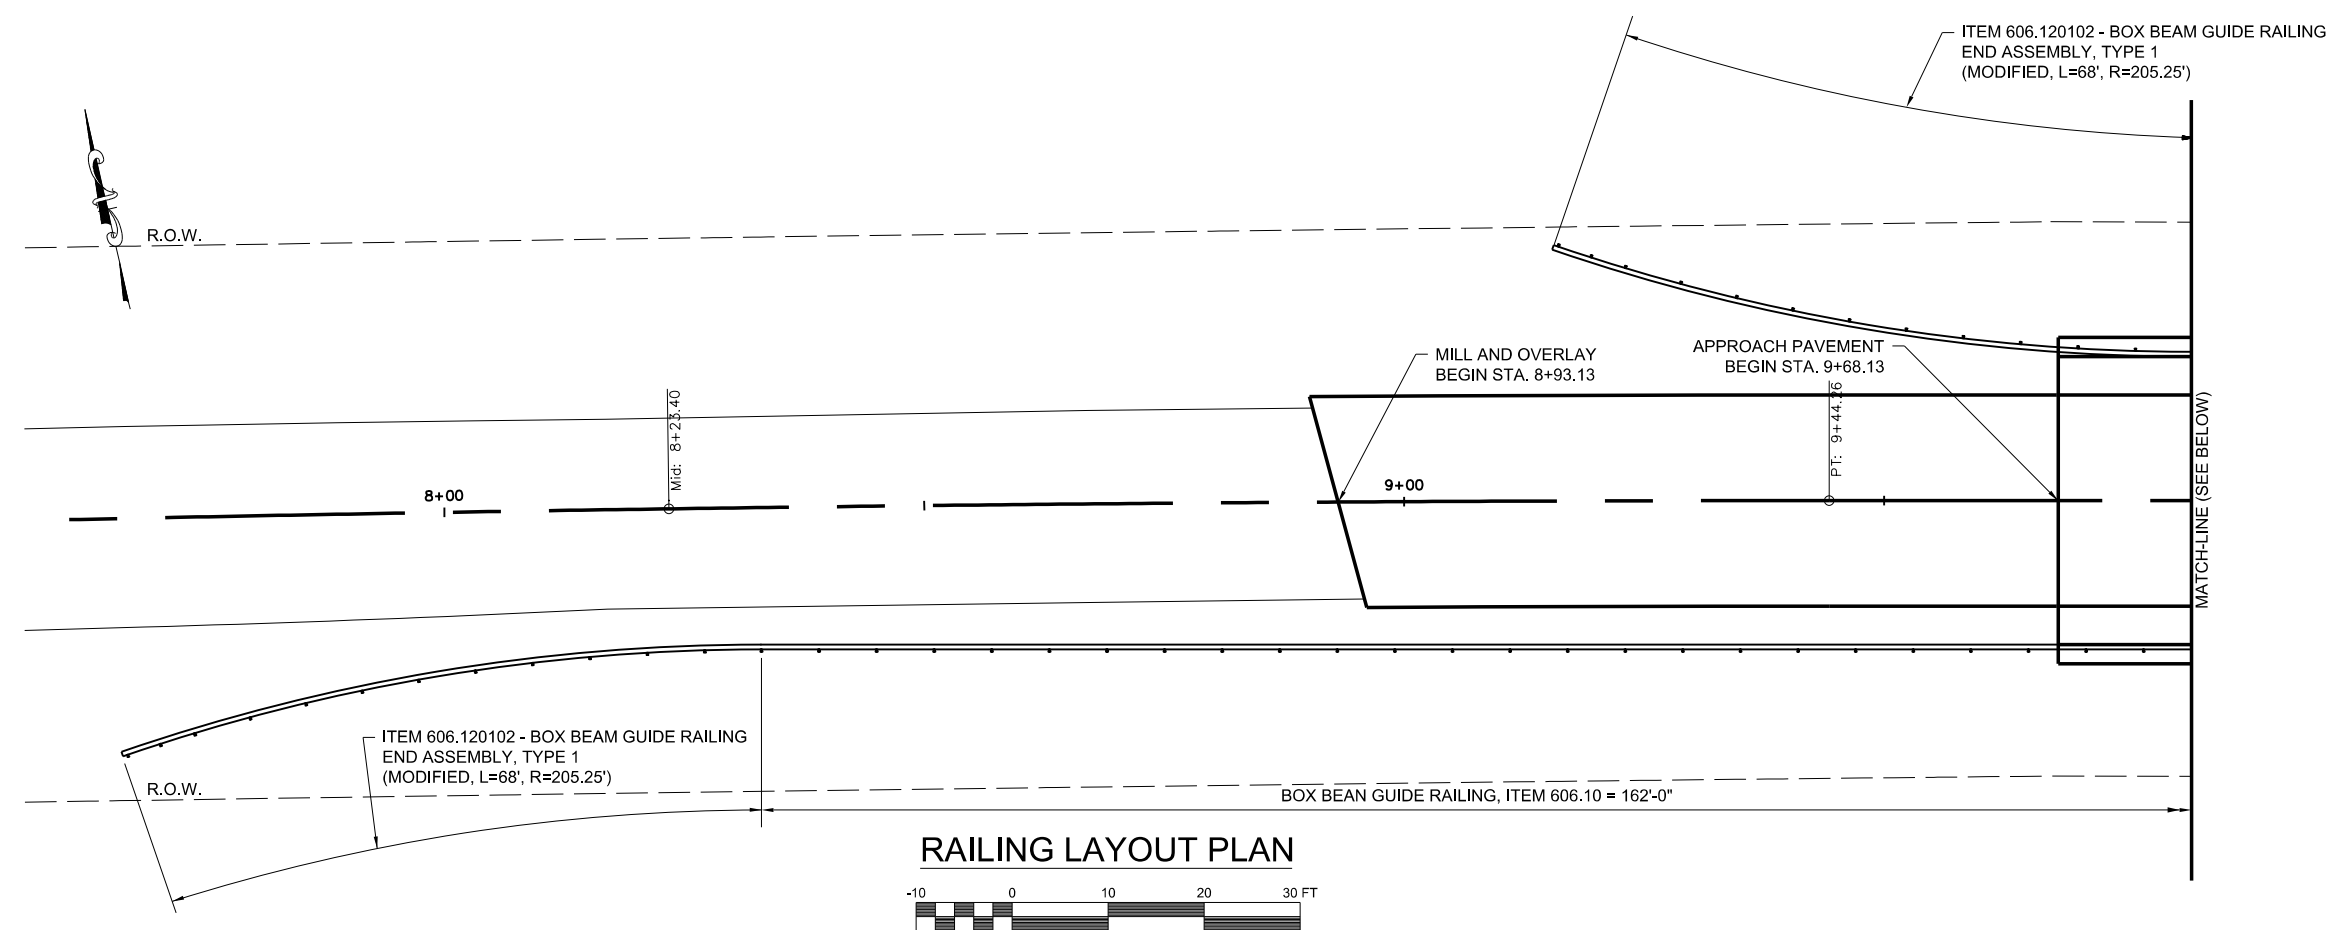 ITEM 606.120102 - BOX BEAM GUIDE RAILING
END ASSEMBLY, TYPE 1
(MODIFIED, L=68', R=205.25')
R.O.W.
MILL AND OVERLAY
BEGIN STA. 8+93.13
APPROACH PAVEMENT
BEGIN STA. 9+68.13
Mid: 8+23.40
PT: 9+44.26
MATCH-LINE (SEE BELOW)
8+00
9+00
ITEM 606.120102 - BOX BEAM GUIDE RAILING
END ASSEMBLY, TYPE 1
(MODIFIED, L=68', R=205.25')
R.O.W.
BOX BEAN GUIDE RAILING, ITEM 606.10 = 162'-0"
RAILING LAYOUT PLAN
-10 0 10 20 30 FT